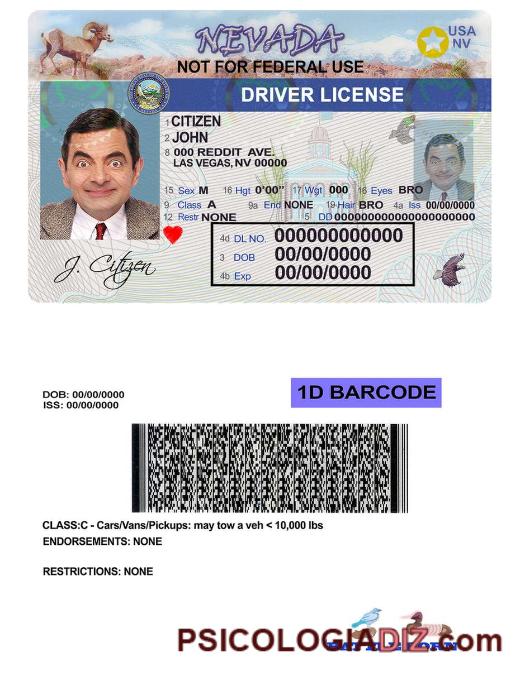 NEVADA
USA
NV
NOT FOR FEDERAL USE
DRIVER LICENSE
1 CITIZEN
2 JOHN
8 000 REDDIT AVE.
LAS VEGAS, NV 00000
15 Sex M 16 Hgt 0'00" 17 Wgt 000 16 Eyes BRO
9 Class A 9a End NONE 19 Hair BRO 4a Iss 00/00/0000
12 Restr NONE 5 DD 0000000000000000000000
4d DL NO. 000000000000
3 DOB 00/00/0000
4b Exp 00/00/0000
J. Citizen
DOB: 00/00/0000
ISS: 00/00/0000
1D BARCODE
CLASS:C - Cars/Vans/Pickups: may tow a veh < 10,000 lbs
ENDORSEMENTS: NONE
RESTRICTIONS: NONE
PSICOLOGIADIZ.com